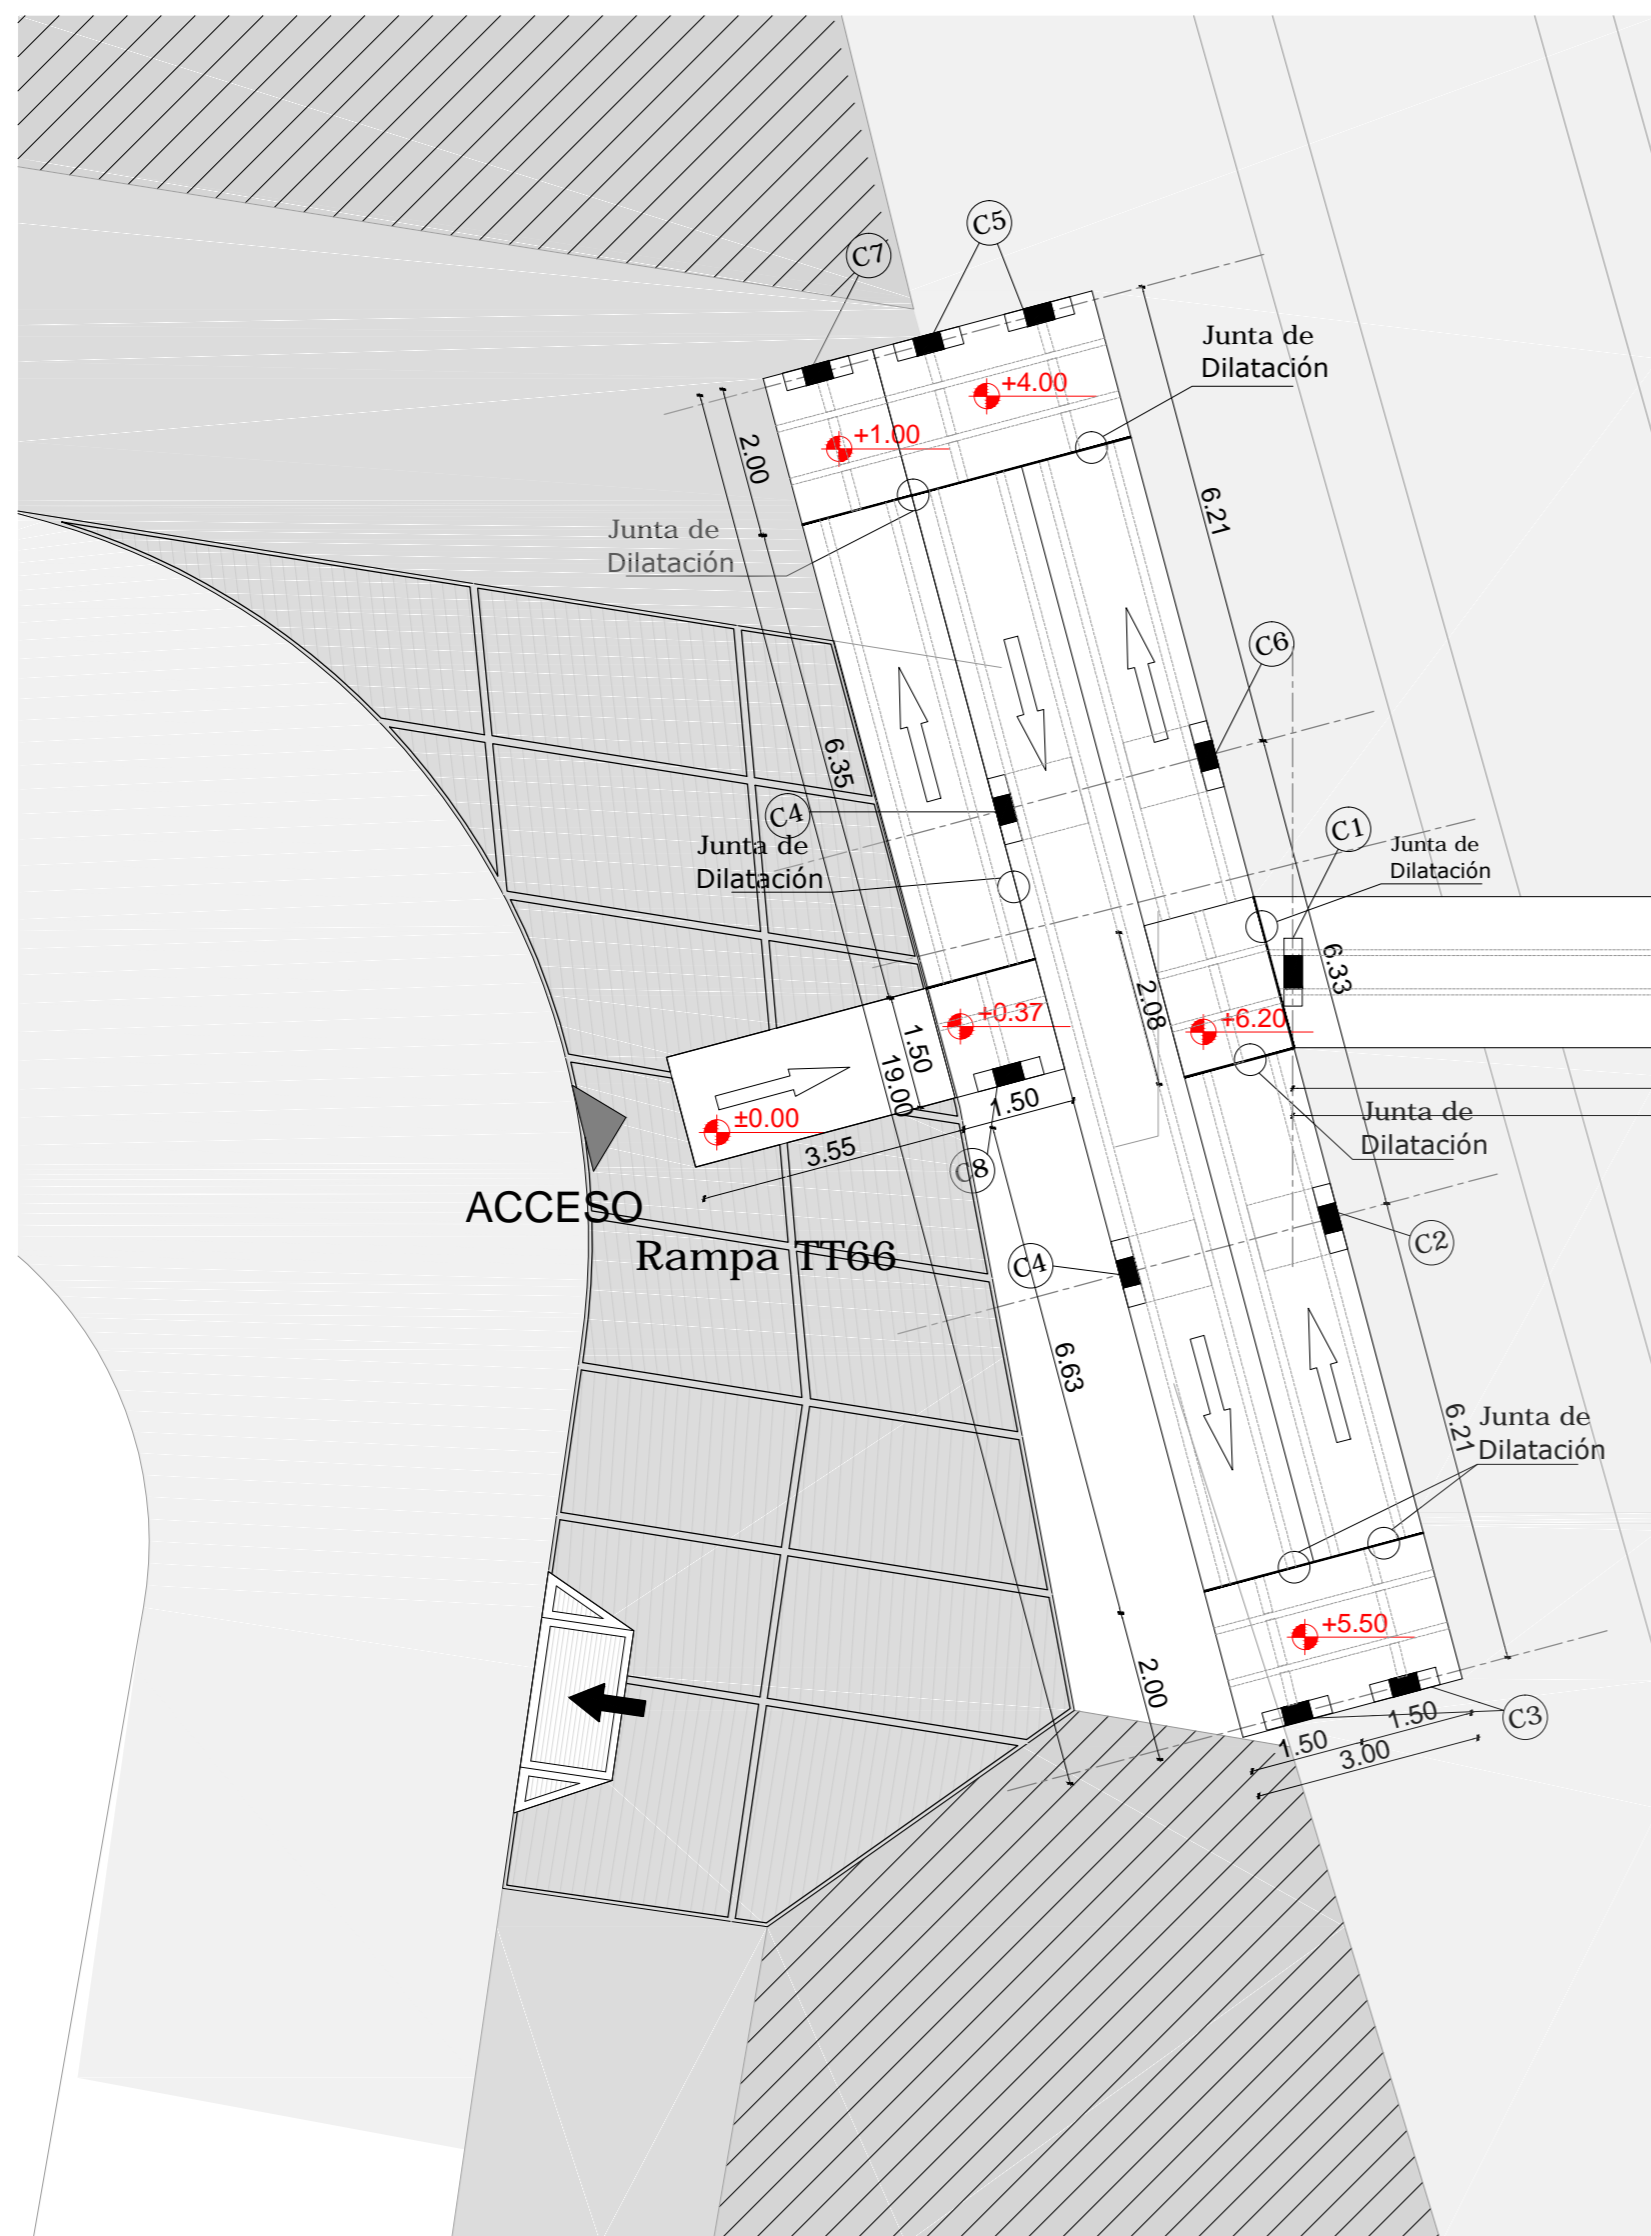 C5
C7
Junta de
Dilatación
+4.00
+1.00
2.00
6.21
Junta de
Dilatación
C6
6.35
C4
C1
Junta de
Dilatación
Junta de
Dilatación
6.33
2.08
+0.37
+6.20
1.50
19.00
1.50
±0.00
Junta de
Dilatación
3.55
C8
ACCESO
Rampa TT66
C4
C2
6.63
6.21
Junta de
Dilatación
+5.50
2.00
1.50
1.50
C3
3.00